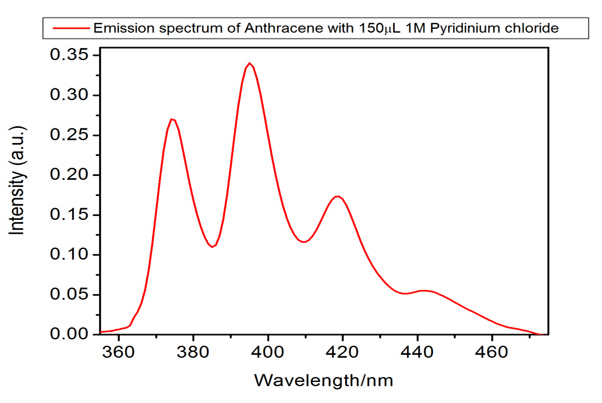 Emission spectrum of Anthracene with 150μL 1M Pyridinium chloride
0.35
0.30
0.25
0.20
0.15
0.10
0.05
0.00
Intensity (a.u.)
360 380 400 420 440 460
Wavelength/nm